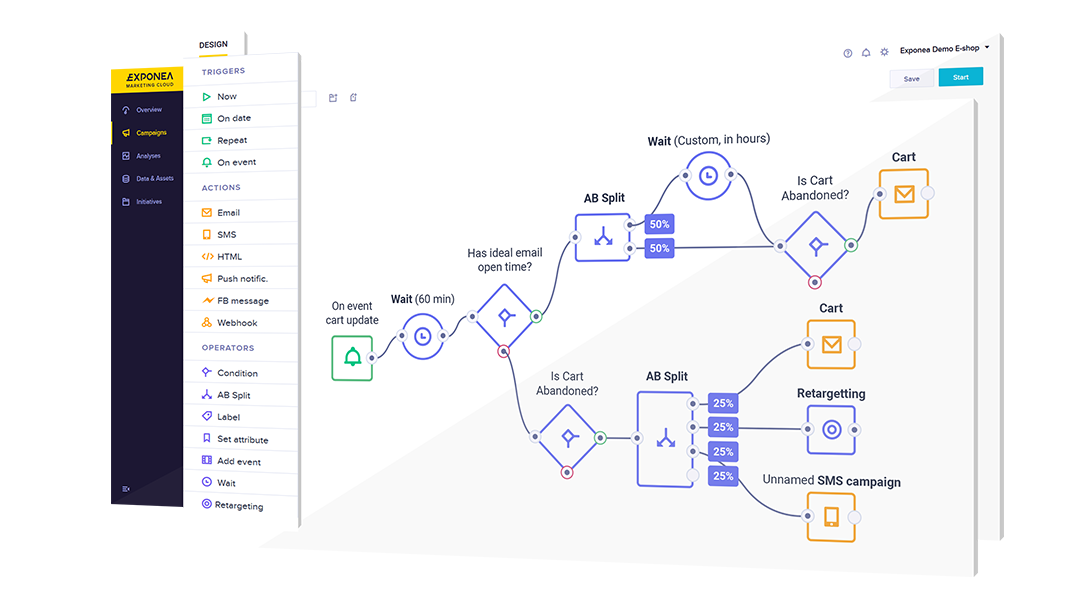 EXPONEA
MARKETING CLOUD
Overview
Campaigns
Analyses
Data & Assets
Initiatives
DESIGN
TRIGGERS
Now
On date
Repeat
On event
ACTIONS
Email
SMS
HTML
Push notific.
FB message
Webhook
OPERATORS
Condition
AB Split
Label
Set attribute
Add event
Wait
Retargeting
Exponea Demo E-shop
Save
Start
On event
cart update
Wait (60 min)
Has ideal email
open time?
AB Split
50%
50%
Wait (Custom, in hours)
Is Cart
Abandoned?
Cart
Is Cart
Abandoned?
AB Split
25%
25%
25%
25%
Cart
Retargetting
Unnamed SMS campaign